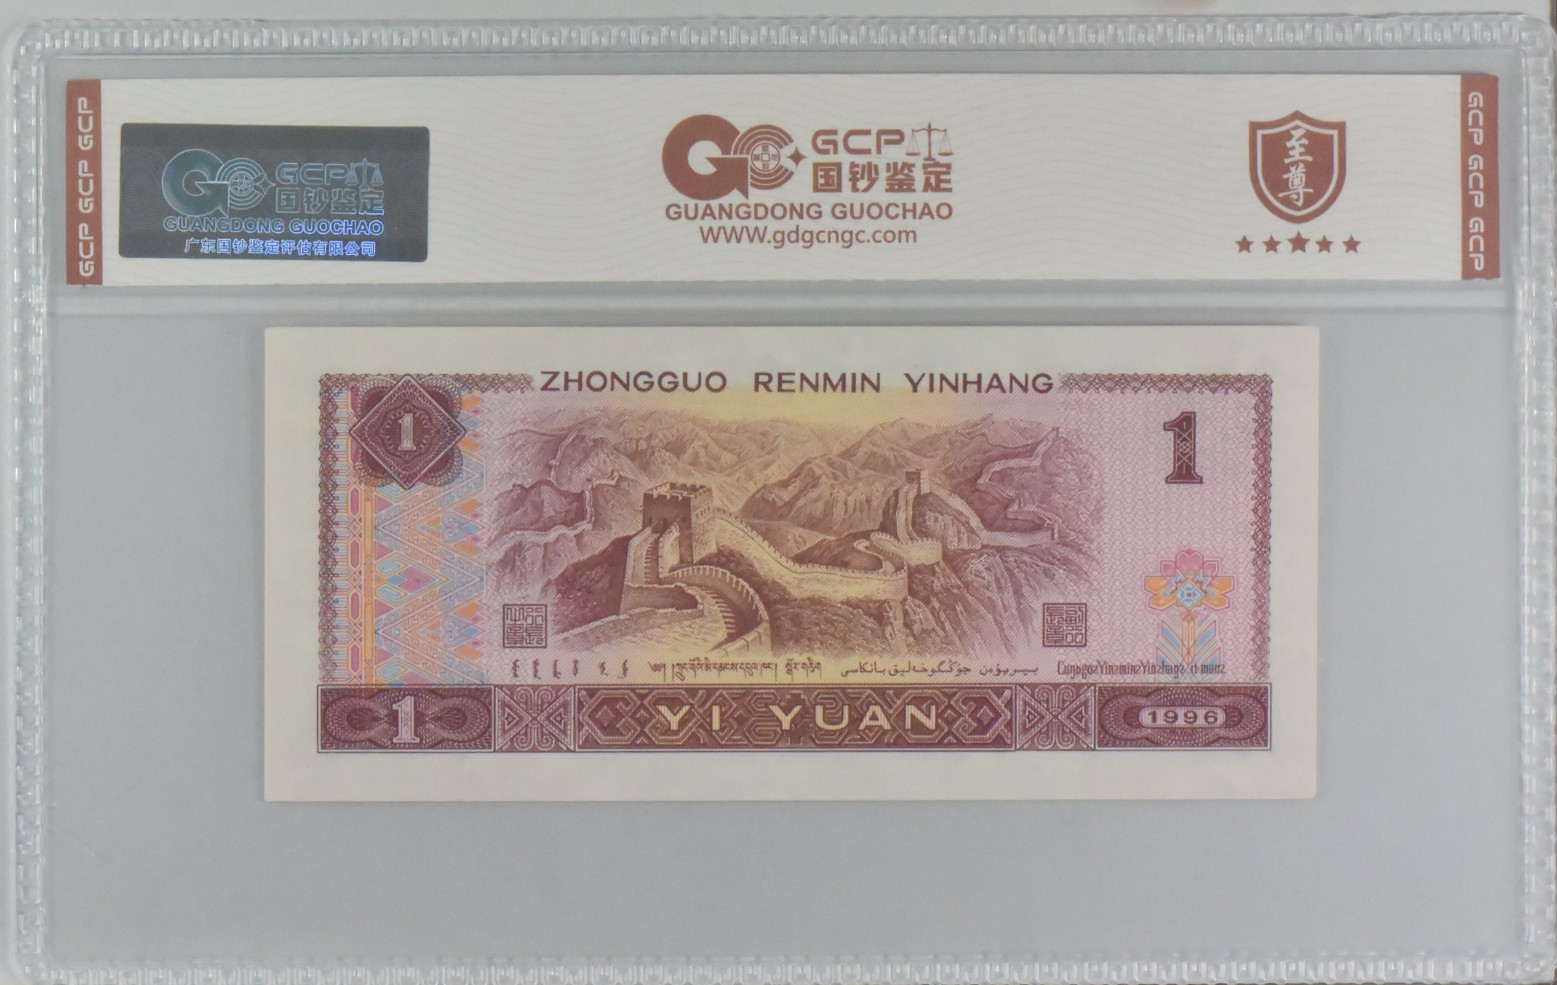 GCP GCP GCP
GCP
国钞鉴定
GUANGDONG GUOCHAO
广东国钞鉴定评估有限公司
GCP
国钞鉴定
GUANGDONG GUOCHAO
WWW.gdgcngc.com
至尊
GCP GCP GCP
ZHONGGUO RENMIN YINHANG
1
1
YI YUAN
1
1996